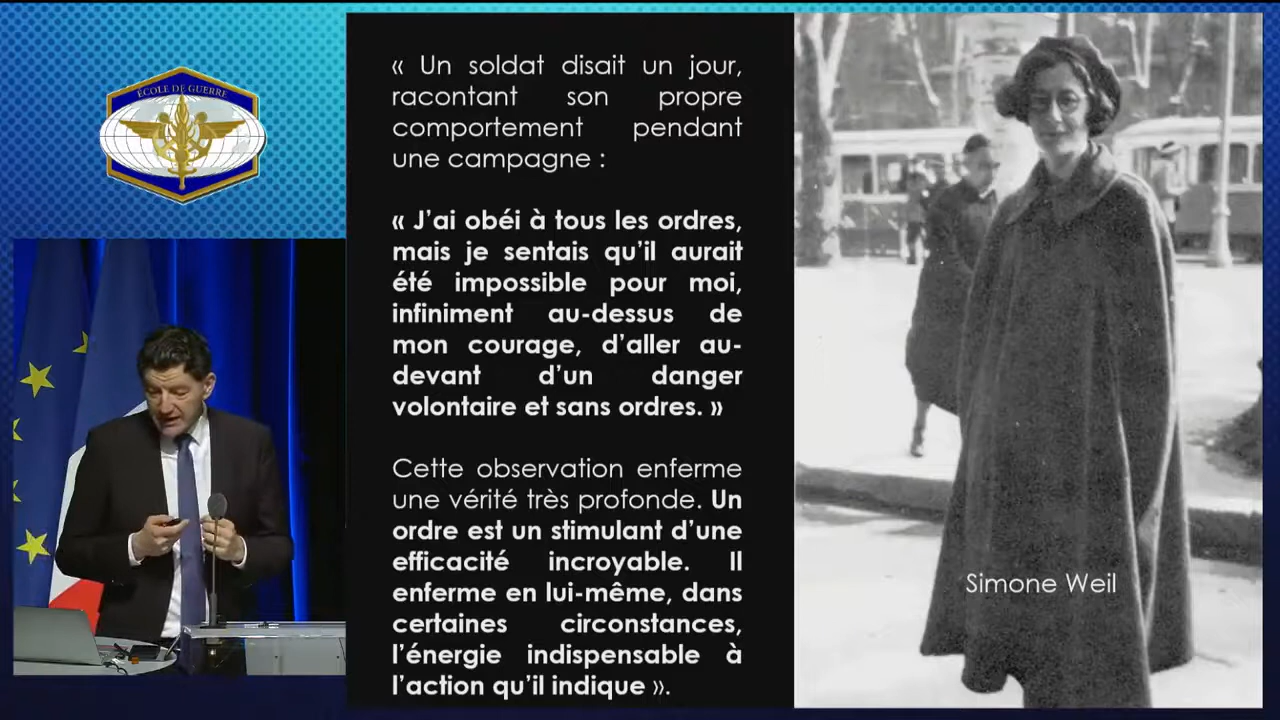 ECOLE DE GUERRE
« Un soldat disait un jour,
racontant son propre
comportement pendant
une campagne :
« J’ai obéi à tous les ordres,
mais je sentais qu’il aurait
été impossible pour moi,
infiniment au-dessus de
mon courage, d’aller au-
devant d’un danger
volontaire et sans ordres. »
Cette observation enferme
une vérité très profonde. Un
ordre est un stimulant d’une
efficacité incroyable. Il
enferme en lui-même, dans
certaines circonstances,
l’énergie indispensable à
l’action qu’il indique ».
Simone Weil